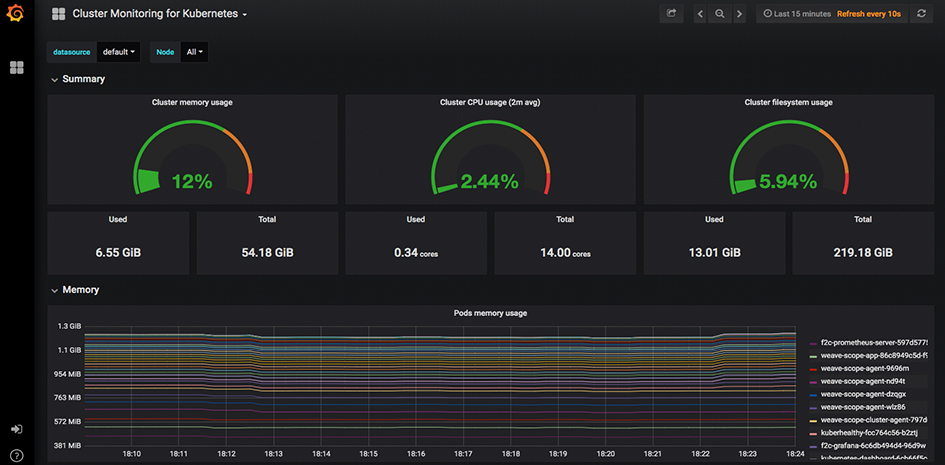 Cluster Monitoring for Kubernetes
Last 15 minutes Refresh every 10s
datasource default Node All
Summary
Cluster memory usage
12%
Cluster CPU usage (2m avg)
2.44%
Cluster filesystem usage
5.94%
Used
6.55 GiB
Total
54.18 GiB
Used
0.34 cores
Total
14.00 cores
Used
13.01 GiB
Total
219.18 GiB
Memory
Pods memory usage
1.3 GiB
1.1 GiB
954 MiB
763 MiB
572 MiB
381 MiB
18:10 18:11 18:12 18:13 18:14 18:15 18:16 18:17 18:18 18:19 18:20 18:21 18:22 18:23 18:24
f2c-prometheus-server-597d577
weave-scope-app-86c8949c5d-f
weave-scope-agent-9696m
weave-scope-agent-nd94t
weave-scope-agent-dzqgx
weave-scope-agent-wlz86
weave-scope-cluster-agent-797d
kuberhealthy-fcc764c56-b2ztj
f2c-grafana-6c6db494d4-96d9w